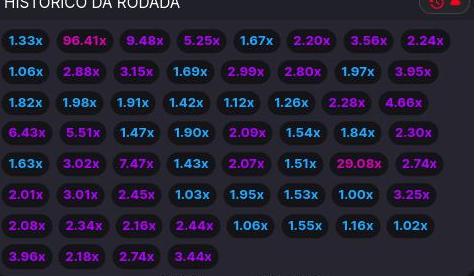 HISTÓRICO DA RODADA
1.33x 96.41x 9.48x 5.25x 1.67x 2.20x 3.56x 2.24x
1.06x 2.88x 3.15x 1.69x 2.99x 2.80x 1.97x 3.95x
1.82x 1.98x 1.91x 1.42x 1.12x 1.26x 2.28x 4.66x
6.43x 5.51x 1.47x 1.90x 2.09x 1.54x 1.84x 2.30x
1.63x 3.02x 7.47x 1.43x 2.07x 1.51x 29.08x 2.74x
2.01x 3.01x 2.45x 1.03x 1.95x 1.53x 1.00x 3.25x
2.08x 2.34x 2.16x 2.44x 1.06x 1.55x 1.16x 1.02x
3.96x 2.18x 2.74x 3.44x